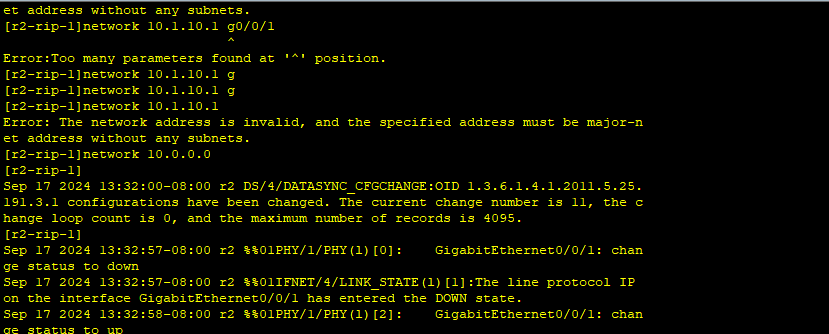 et address without any subnets.
[r2-rip-1]network 10.1.10.1 g0/0/1
^
Error:Too many parameters found at '^' position.
[r2-rip-1]network 10.1.10.1 g
[r2-rip-1]network 10.1.10.1 g
[r2-rip-1]network 10.1.10.1
Error: The network address is invalid, and the specified address must be major-n
et address without any subnets.
[r2-rip-1]network 10.0.0.0
[r2-rip-1]
Sep 17 2024 13:32:00-08:00 r2 DS/4/DATASYNC_CFGCHANGE:OID 1.3.6.1.4.1.2011.5.25.
191.3.1 configurations have been changed. The current change number is 11, the c
hange loop count is 0, and the maximum number of records is 4095.
[r2-rip-1]
Sep 17 2024 13:32:57-08:00 r2 %%01PHY/1/PHY(l)[0]:    GigabitEthernet0/0/1: chan
ge status to down
Sep 17 2024 13:32:57-08:00 r2 %%01IFNET/4/LINK_STATE(l)[1]:The line protocol IP
on the interface GigabitEthernet0/0/1 has entered the DOWN state.
Sep 17 2024 13:32:58-08:00 r2 %%01PHY/1/PHY(l)[2]:    GigabitEthernet0/0/1: chan
ge status to up